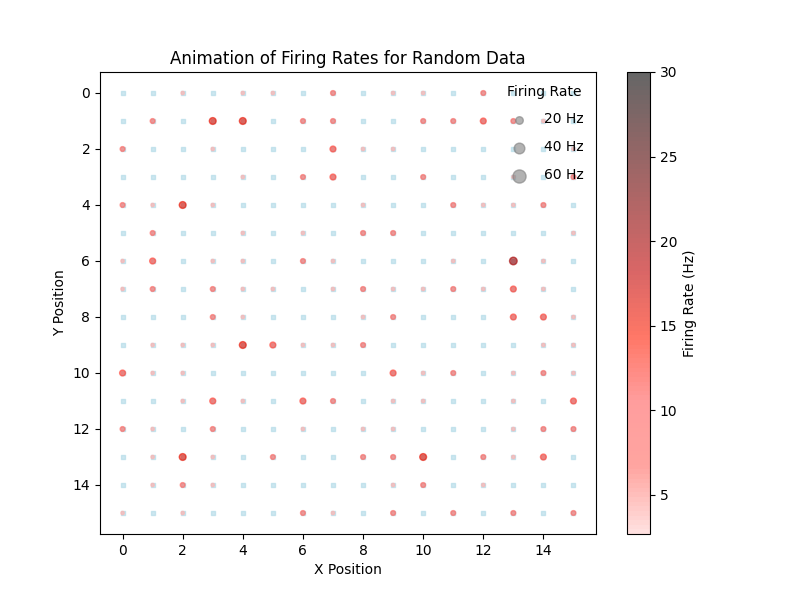 Animation of Firing Rates for Random Data
Firing Rate
20 Hz
40 Hz
60 Hz
0
2
4
6
8
10
12
14
Y Position
0
2
4
6
8
10
12
14
X Position
30
25
20
15
10
5
Firing Rate (Hz)